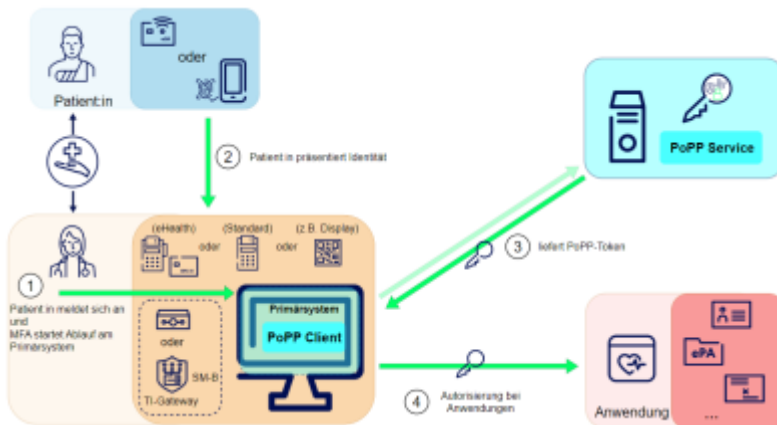 oder
Patient:in
2
Patient:in präsentiert Identität
PoPP Service
(eHealth)
(Standard)
(z.B. Display)
oder
oder
3
liefert PoPP-Token
1
Patient:in meldet sich an
und
MFA startet Ablauf am
Primärsystem
Primärsystem
PoPP Client
oder
SM-B
TI-Gateway
ePA
4
Autorisierung bei
Anwendungen
Anwendung
...